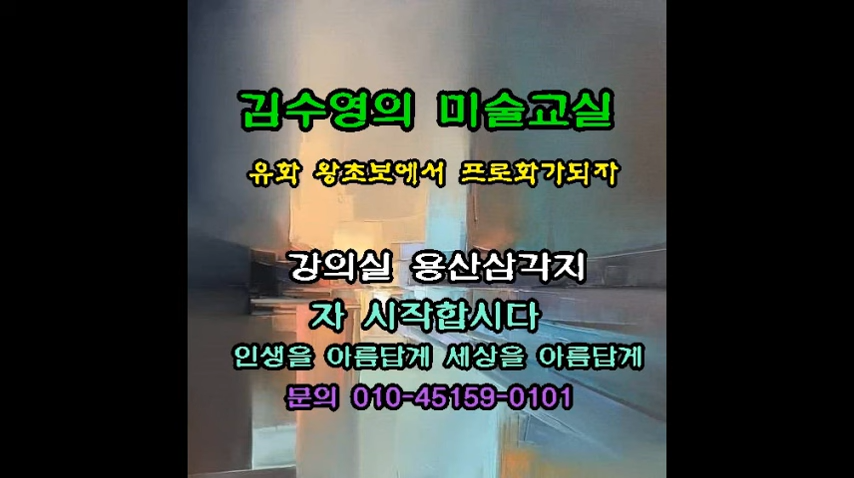 김수영의 미술교실
유화 왕초보에서 프로화가되자
강의실 용산삼각지
자 시작합시다
인생을 아름답게 세상을 아름답게
문의 010-45159-0101